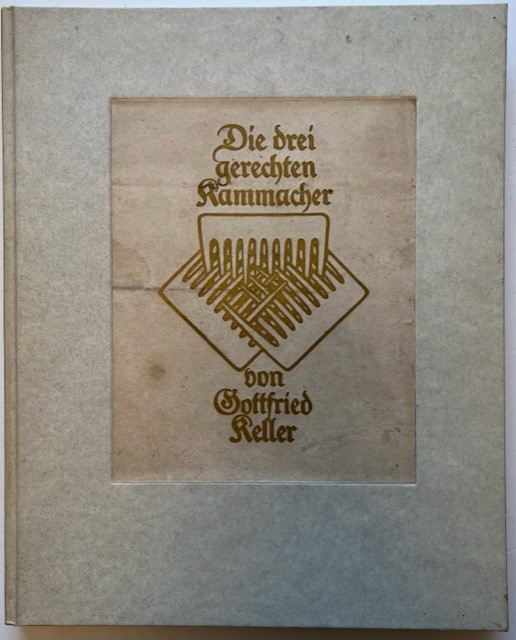 Die drei
gerechten
Kammacher
von
Gottfried
Keller